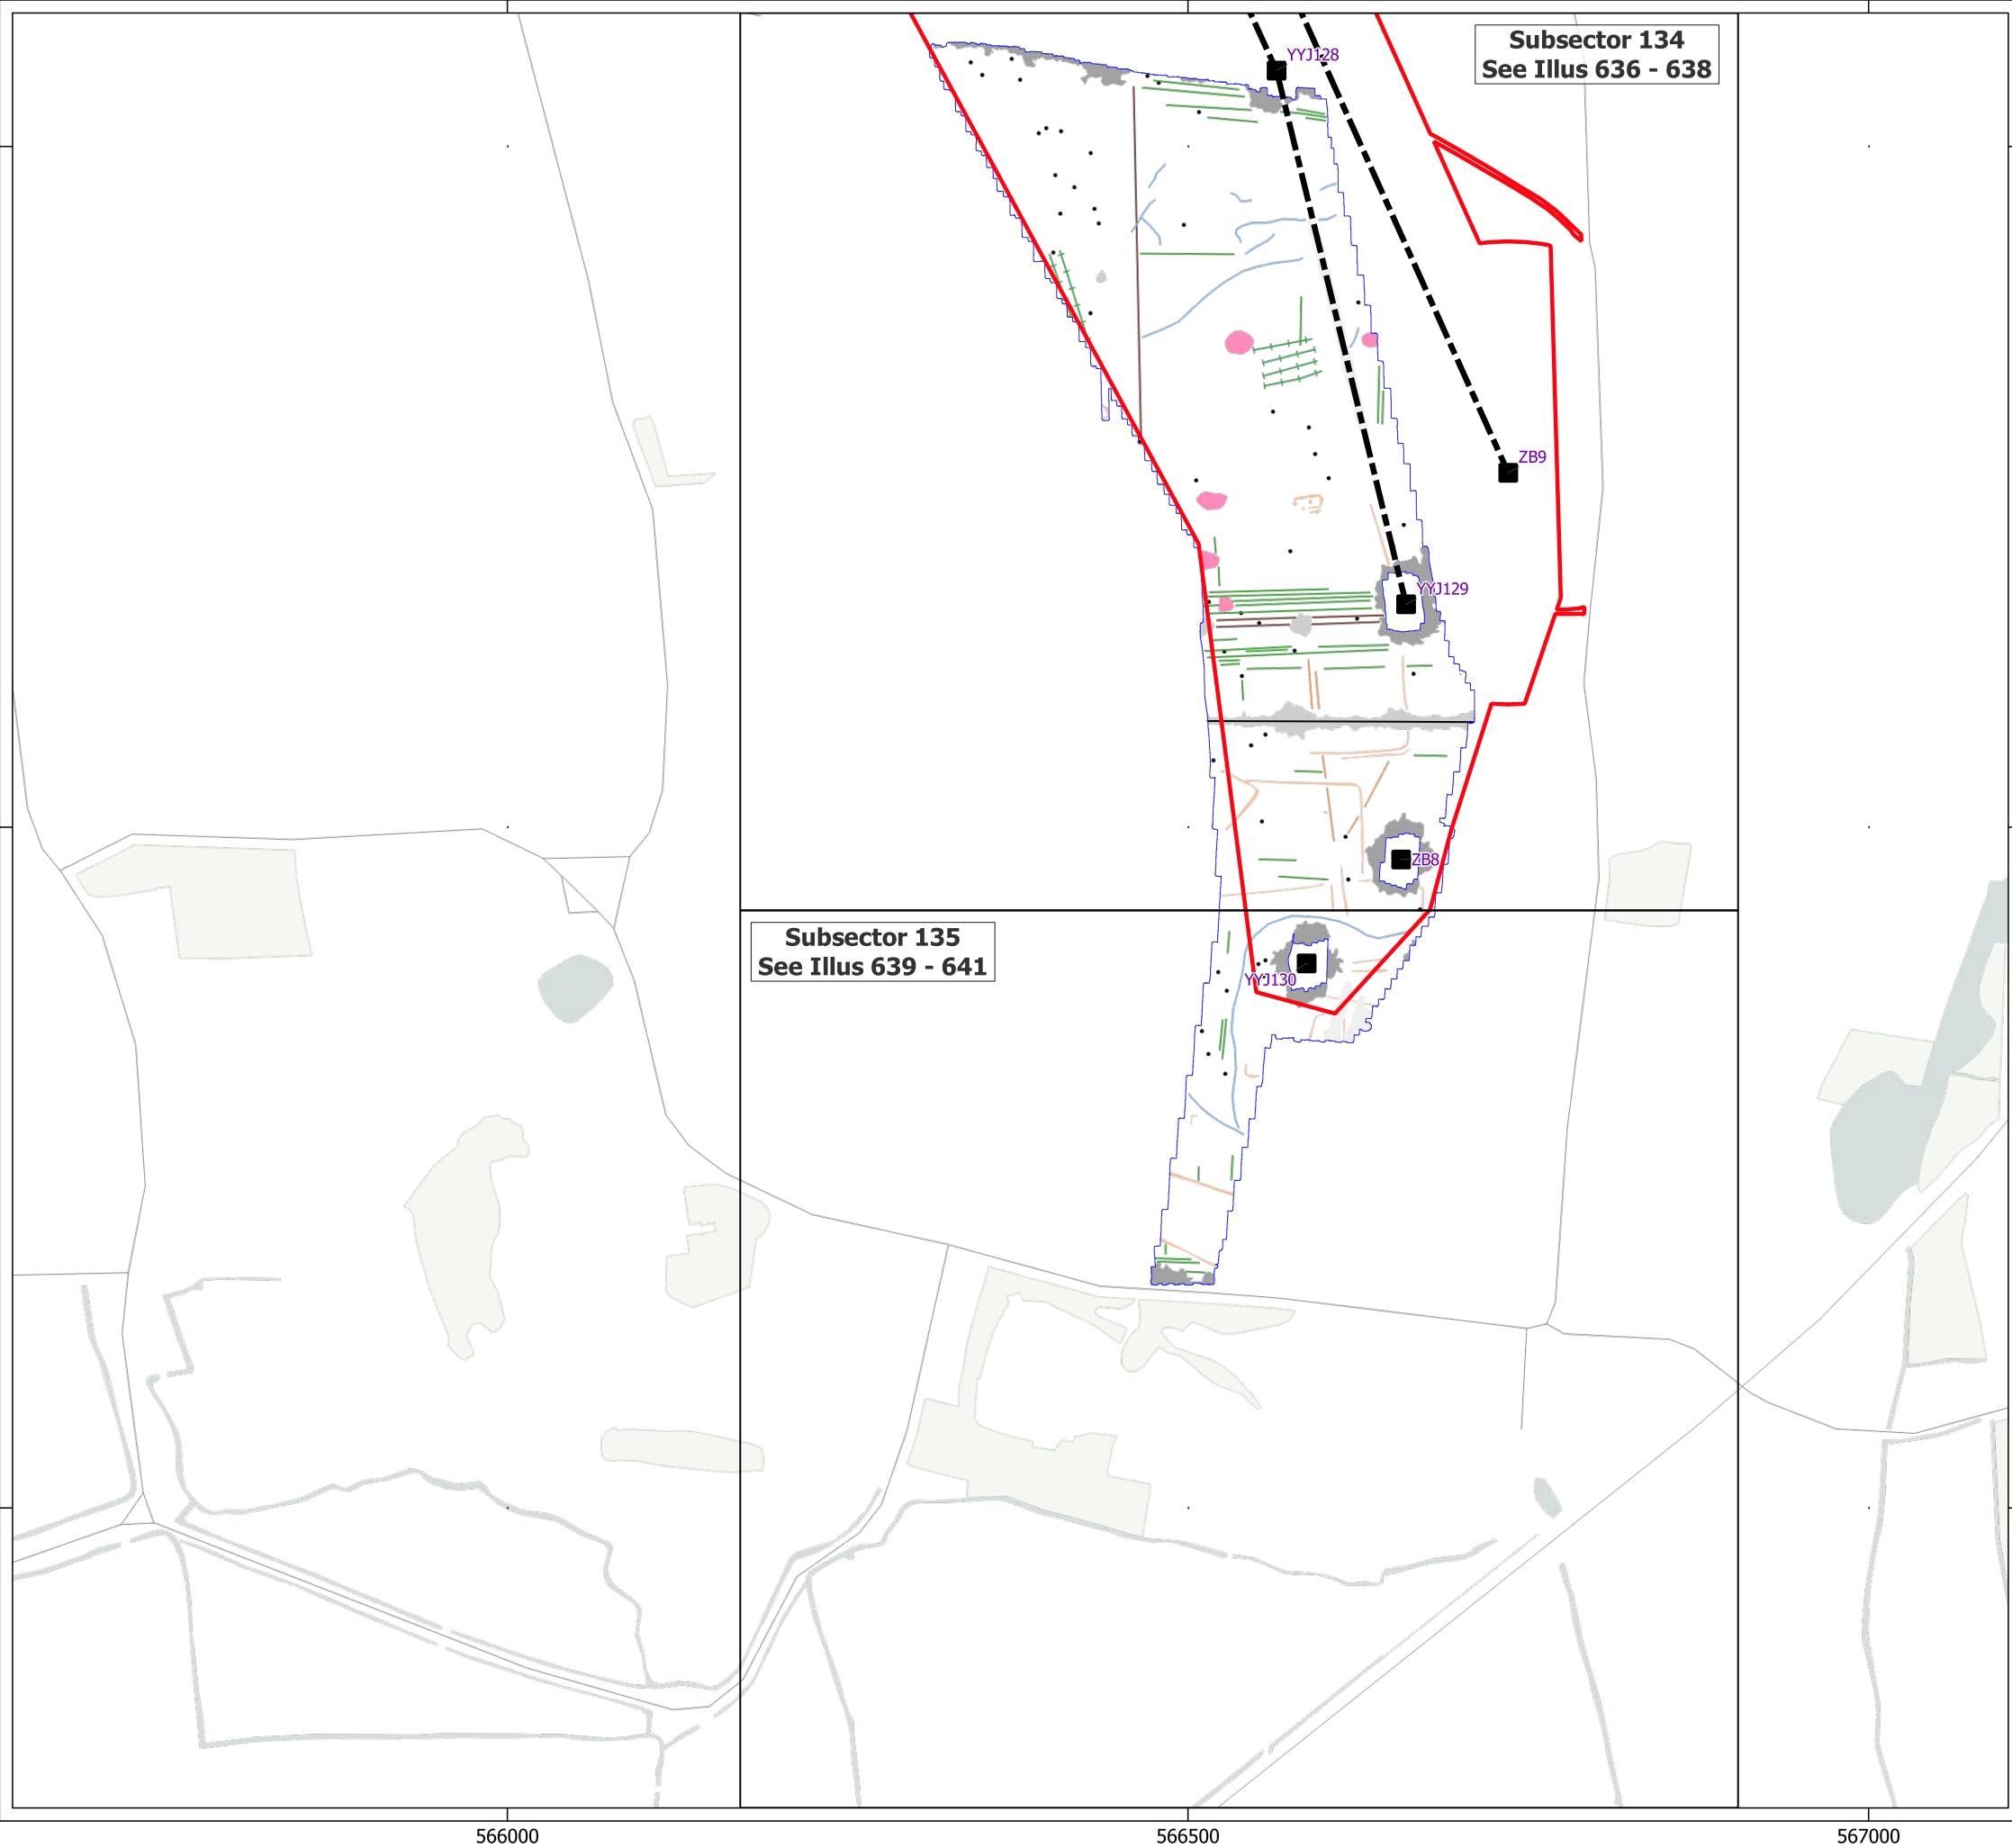 Subsector 134
See Illus 636 - 638
YYJ128
ZB9
YYJ129
ZB8
Subsector 135
See Illus 639 - 641
YYJ130
566000
566500
567000